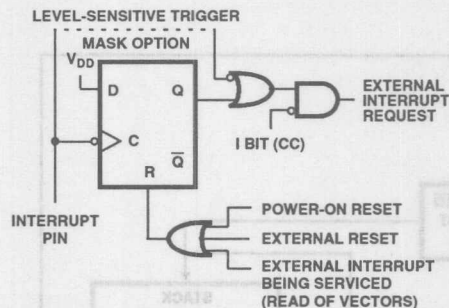 LEVEL-SENSITIVE TRIGGER
MASK OPTION
VDD
D
Q
C
Q̅
R
EXTERNAL
INTERRUPT
REQUEST
I BIT (CC)
INTERRUPT
PIN
POWER-ON RESET
EXTERNAL RESET
EXTERNAL INTERRUPT
BEING SERVICED
(READ OF VECTORS)
STACK